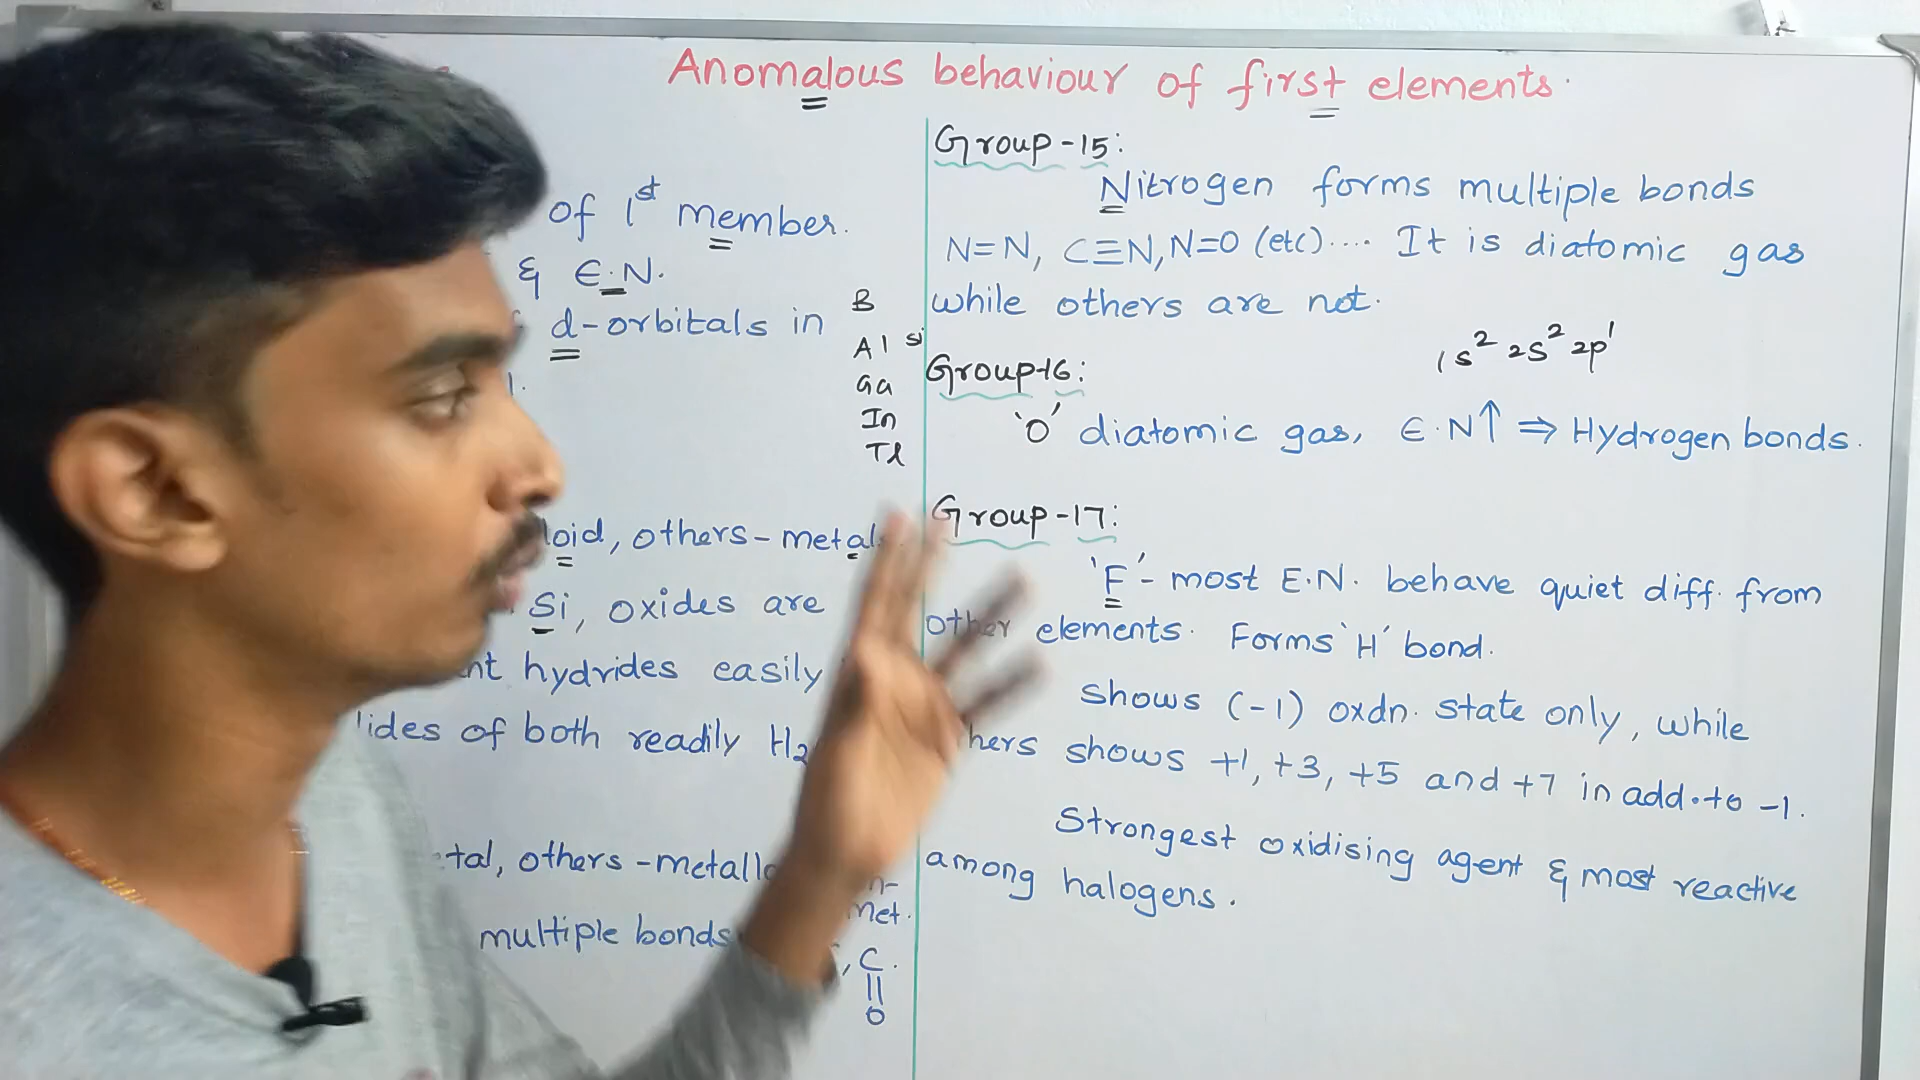 Anomalous behaviour of first elements.
of 1st member.
& E.N.
d-orbitals in
B
Al Si
Ga
In
Tl
loid, others-metals
Si, oxides are
nt hydrides easily
lides of both readily H2
tal, others-metallo
n-
met.
multiple bonds
, C.
||
O
Group-15:
Nitrogen forms multiple bonds
N=N, C≡N, N=O (etc).... It is diatomic gas
while others are not.
1s² 2s² 2p¹
Group-16:
'O' diatomic gas, E.N↑ ⇒ Hydrogen bonds.
Group-17:
'F'- most E.N. behave quiet diff. from
other elements. Forms 'H' bond.
shows (-1) oxdn. state only, while
hers shows +1, +3, +5 and +7 in add.to -1.
Strongest oxidising agent & most reactive
among halogens.